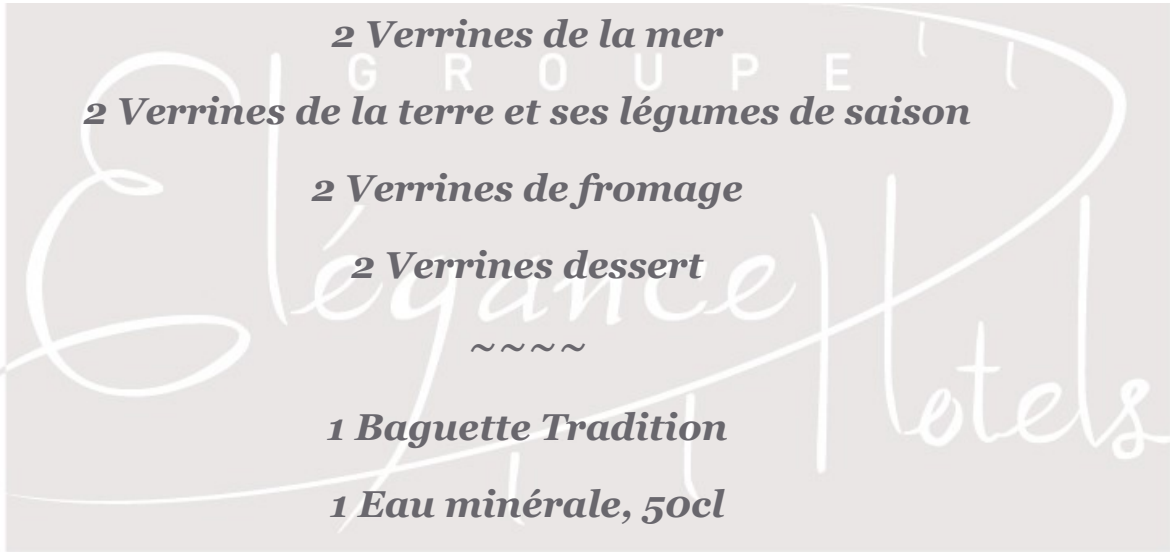 2 Verrines de la mer
GROUPE
2 Verrines de la terre et ses légumes de saison
2 Verrines de fromage
2 Verrines dessert
Elégance Hotels
~~~~
1 Baguette Tradition
1 Eau minérale, 50cl